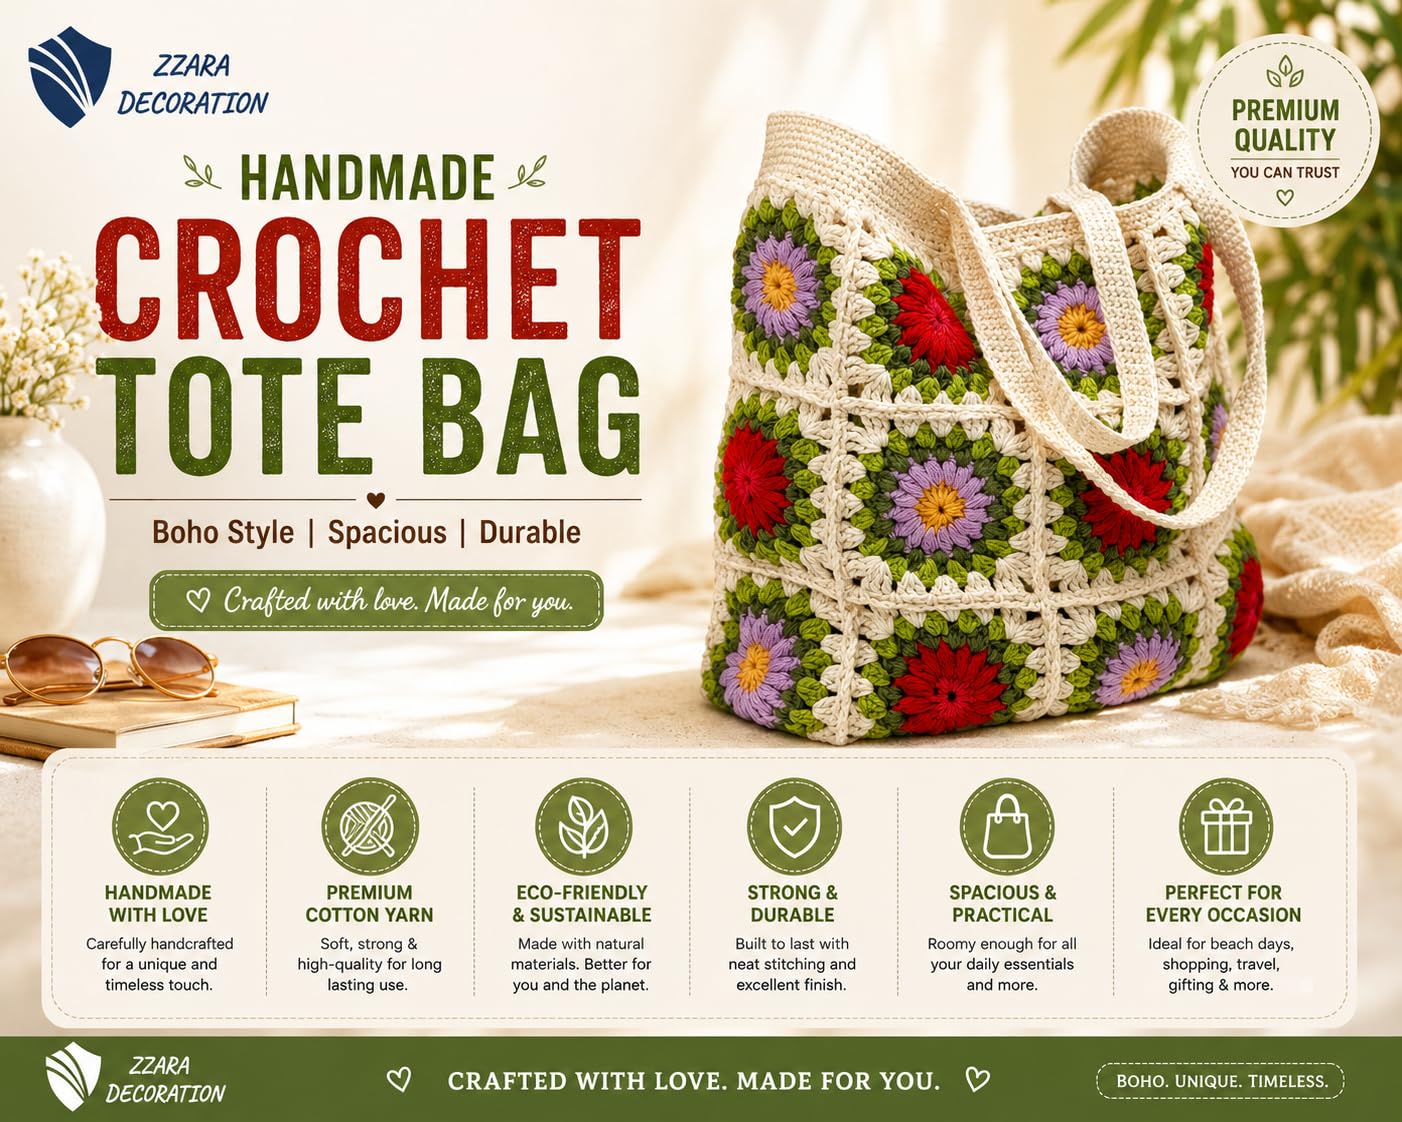 ZZARA
DECORATION
PREMIUM
QUALITY
YOU CAN TRUST
HANDMADE
CROCHET
TOTE BAG
Boho Style | Spacious | Durable
Crafted with love. Made for you.
HANDMADE
WITH LOVE
Carefully handcrafted
for a unique and
timeless touch.
PREMIUM
COTTON YARN
Soft, strong &
high-quality for long
lasting use.
ECO-FRIENDLY
& SUSTAINABLE
Made with natural
materials. Better for
you and the planet.
STRONG &
DURABLE
Built to last with
neat stitching and
excellent finish.
SPACIOUS &
PRACTICAL
Roomy enough for all
your daily essentials
and more.
PERFECT FOR
EVERY OCCASION
Ideal for beach days,
shopping, travel,
gifting & more.
ZZARA
DECORATION
CRAFTED WITH LOVE. MADE FOR YOU.
BOHO. UNIQUE. TIMELESS.